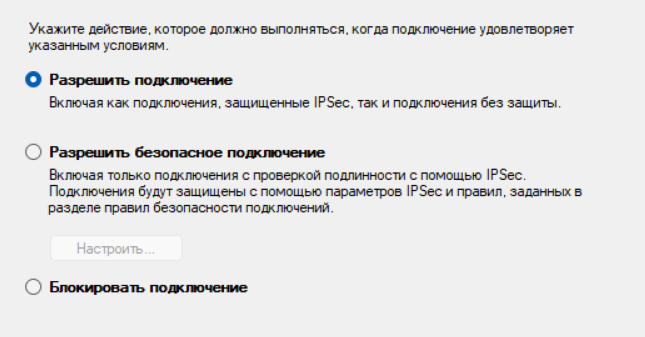 Укажите действие, которое должно выполняться, когда подключение удовлетворяет
указанным условиям.
Разрешить подключение
Включая как подключения, защищенные IPSec, так и подключения без защиты.
Разрешить безопасное подключение
Включая только подключения с проверкой подлинности с помощью IPSec.
Подключения будут защищены с помощью параметров IPSec и правил, заданных в
разделе правил безопасности подключений.
Настроить...
Блокировать подключение